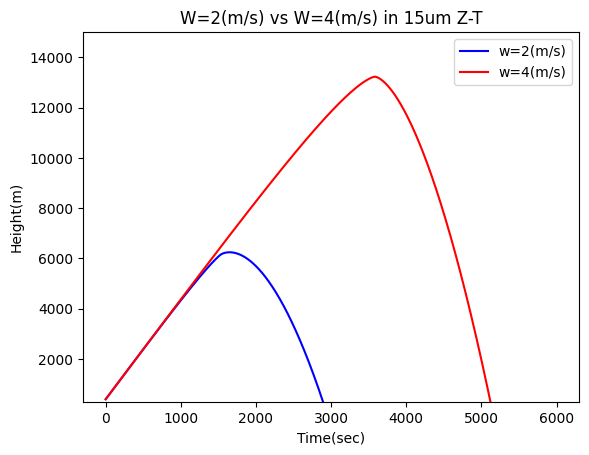 W=2(m/s) vs W=4(m/s) in 15um Z-T
w=2(m/s)
w=4(m/s)
Height(m)
14000
12000
10000
8000
6000
4000
2000
0 1000 2000 3000 4000 5000 6000
Time(sec)